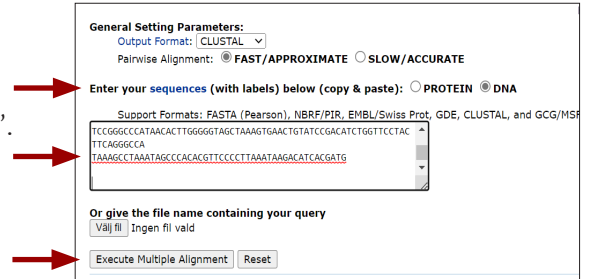 General Setting Parameters:
Output Format: CLUSTAL
Pairwise Alignment: FAST/APPROXIMATE SLOW/ACCURATE
Enter your sequences (with labels) below (copy & paste): PROTEIN DNA
Support Formats: FASTA (Pearson), NBRF/PIR, EMBL/Swiss Prot, GDE, CLUSTAL, and GCG/MSF
TCCGGGCCCATAACACTTGGGGGTAGCTAAAGTGAACTGTATCCGACATCTGGTTCCTAC
TTCAGGGCCA
TAAAGCCTAAATAGCCCACACGTTCCCCTTAAATAAGACATCACGATG
Or give the file name containing your query
Välj fil Ingen fil vald
Execute Multiple Alignment Reset